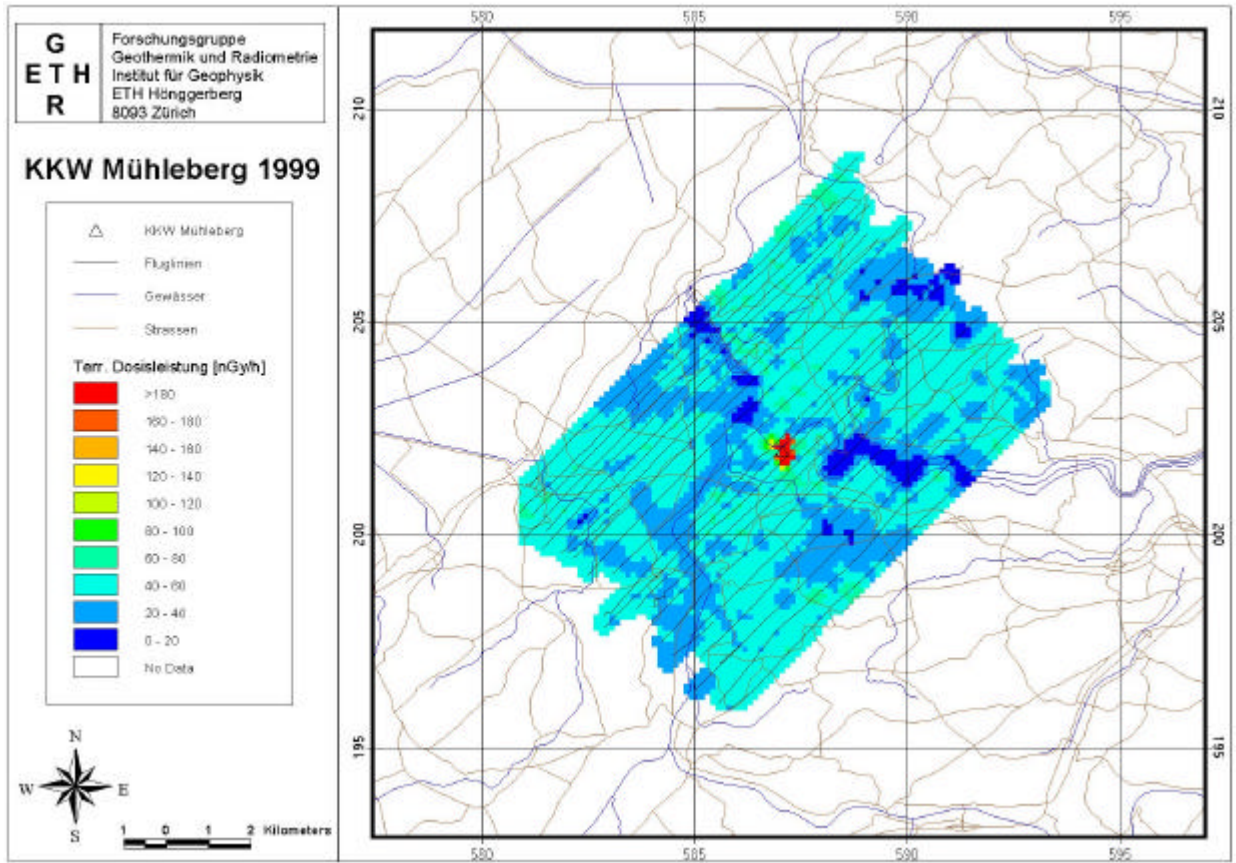 G
E T H
R
Forschungsgruppe
Geothermik und Radiometrie
Institut für Geophysik
ETH Hönggerberg
8093 Zürich
KKW Mühleberg 1999
KKW Mühleberg
Fluglinien
Gewässer
Strassen
Terr. Dosisleistung [nGy/h]
>180
160 - 180
140 - 160
120 - 140
100 - 120
80 - 100
60 - 80
40 - 60
20 - 40
0 - 20
No Data
N
W E
S
1 0 1 2 Kilometers
580 585 590 595
210 210
205 205
200 200
195 195
580 585 590 595